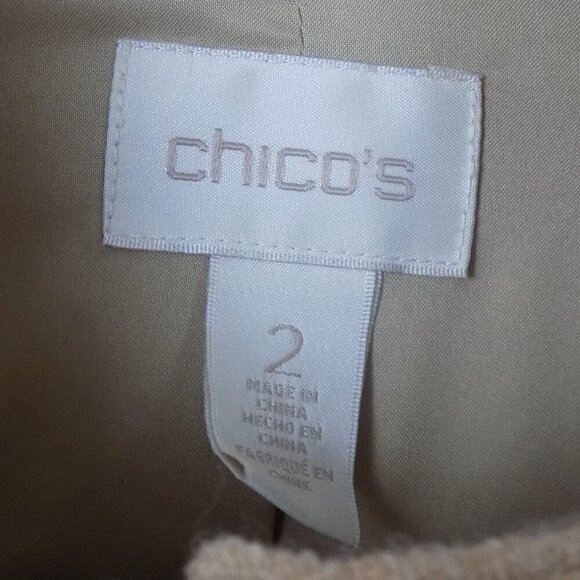 chico's
2
MADE IN
CHINA
HECHO EN
CHINA
FABRIQUÉ EN
CHINE